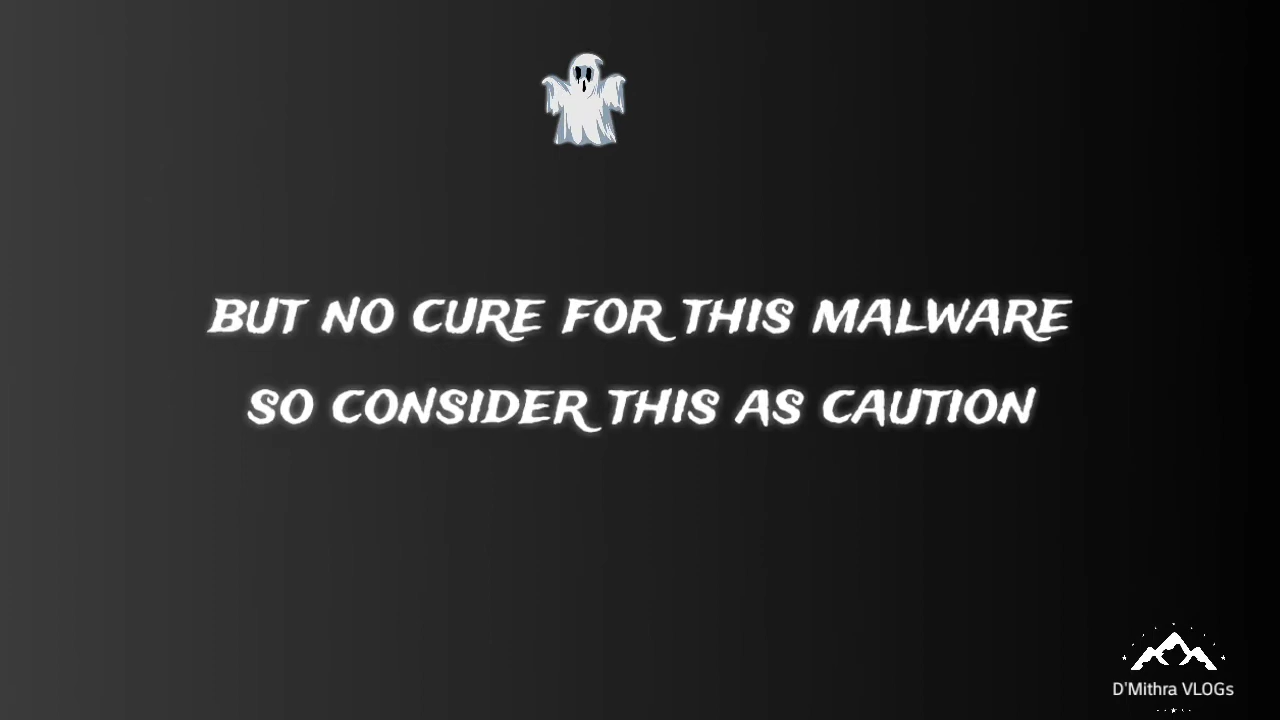 BUT NO CURE FOR THIS MALWARE
SO CONSIDER THIS AS CAUTION
D'Mithra VLOGs